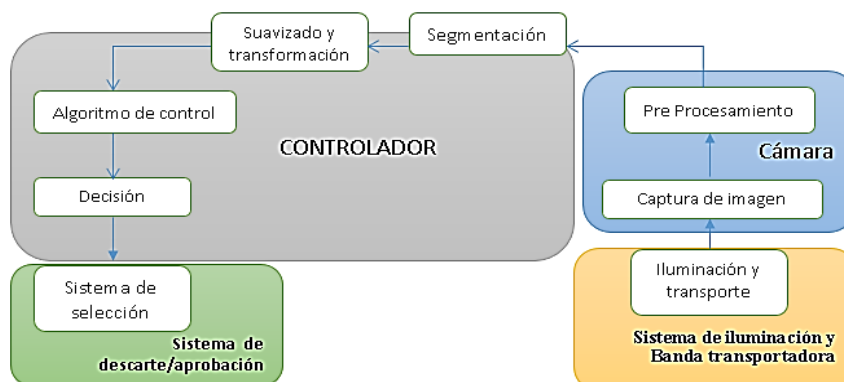 Suavizado y
transformación
Segmentación
Algoritmo de control
Pre Procesamiento
CONTROLADOR
Cámara
Decisión
Captura de imagen
Sistema de
selección
Iluminación y
transporte
Sistema de
descarte/aprobación
Sistema de iluminación y
Banda transportadora